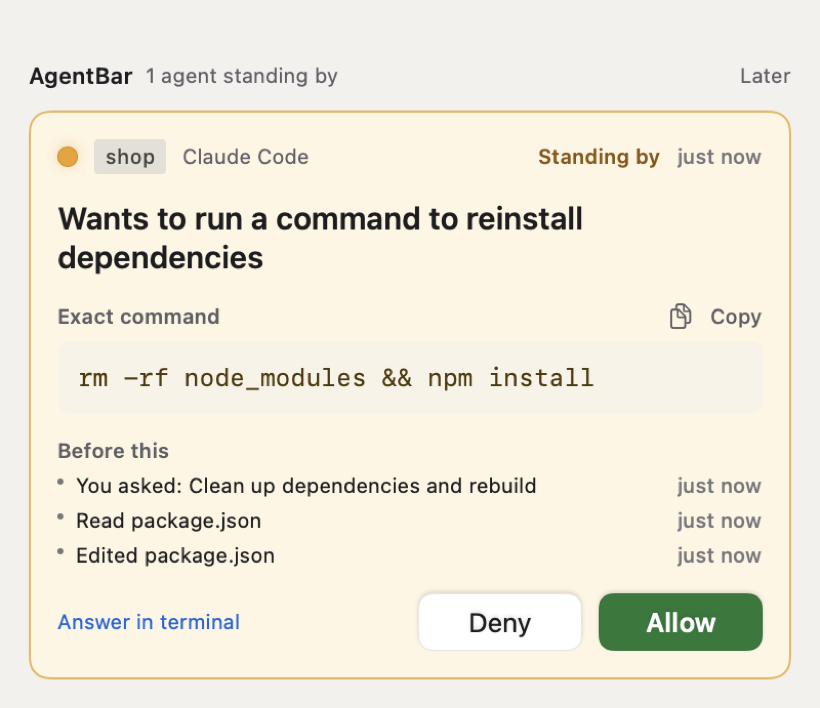 AgentBar 1 agent standing by Later
shop Claude Code Standing by just now
Wants to run a command to reinstall
dependencies
Exact command Copy
rm –rf node_modules && npm install
Before this
• You asked: Clean up dependencies and rebuild just now
• Read package.json just now
• Edited package.json just now
Answer in terminal Deny Allow